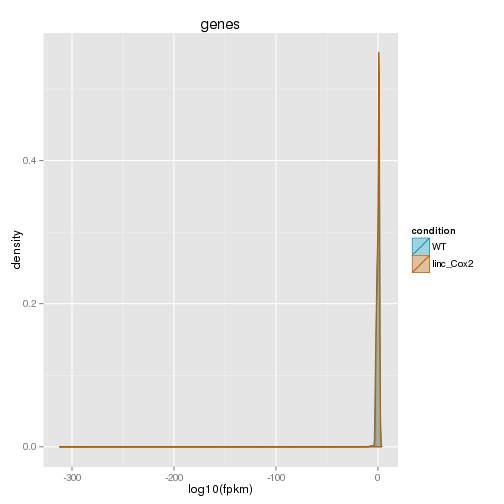 genes
density
0.4
0.2
0.0
-300
-200
-100
0
log10(fpkm)
condition
WT
linc_Cox2